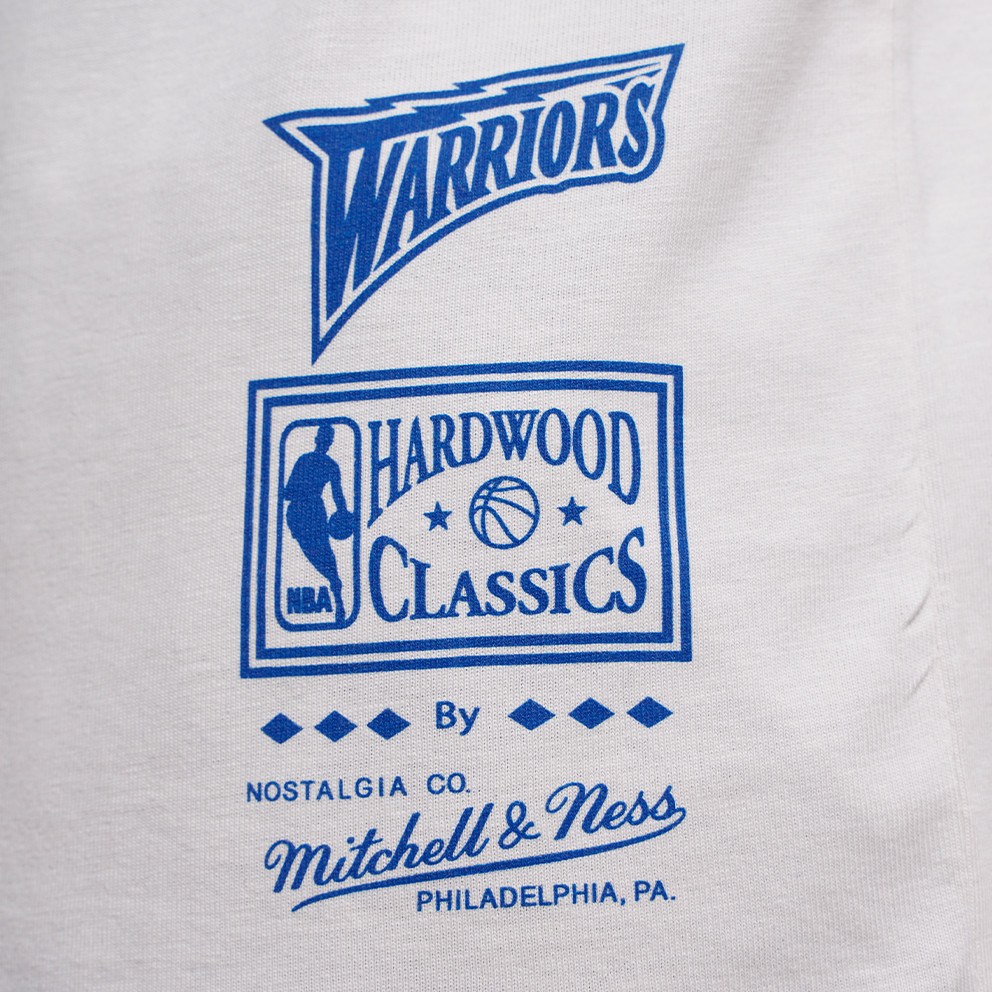 WARRIORS
HARDWOOD
CLASSICS
NBA
By
NOSTALGIA CO.
Mitchell & Ness
PHILADELPHIA, PA.